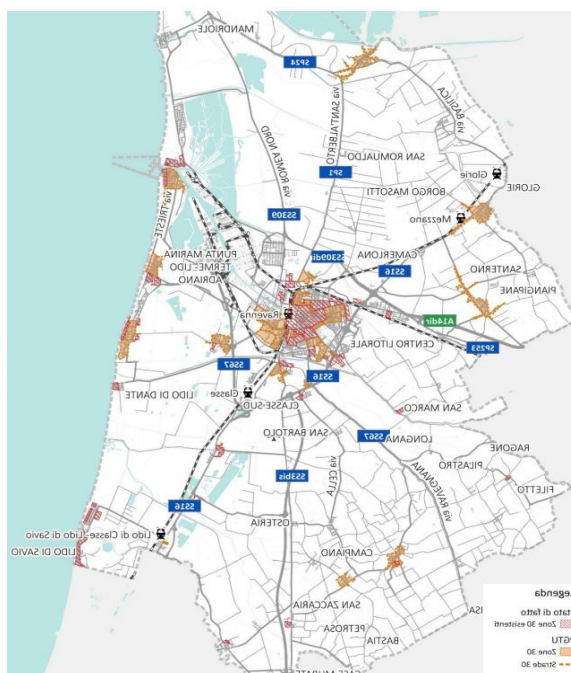 MANDRIOLE
SP24
via SANT'ALBERTO
via BASILICA
via ROMEA NORD
SAN ROMUALDO
SP1
Glorie
GLORIE
BORGO MASOTTI
via TRIESTE
SS309
Mezzano
PUNTA MARINA
TERME- LIDO
ADRIANO
SS309di
CAMERLONA
SS16
SANTERNO
PIANGIPANE
Ravenna
A14dir
CENTRO LITORALE
SP253
SS67
SS16
LIDO DI DANTE
Classe
CLASSE-SUD
SAN MARCO
SAN BARTOLO
SS67
LONGANA
RAGONE
via CELLA
PILASTRO
via RAVEGNANA
FILETTO
SS3bis
SS16
OSTERIA
Lido di Classe- Lido di Savio
LIDO DI SAVIO
CAMPIANO
SAN ZACCARIA
PETROSA
BASTIA
egenda
tato di fatto
Zone 30 esistenti
GTU
Zone 30
Strade 30